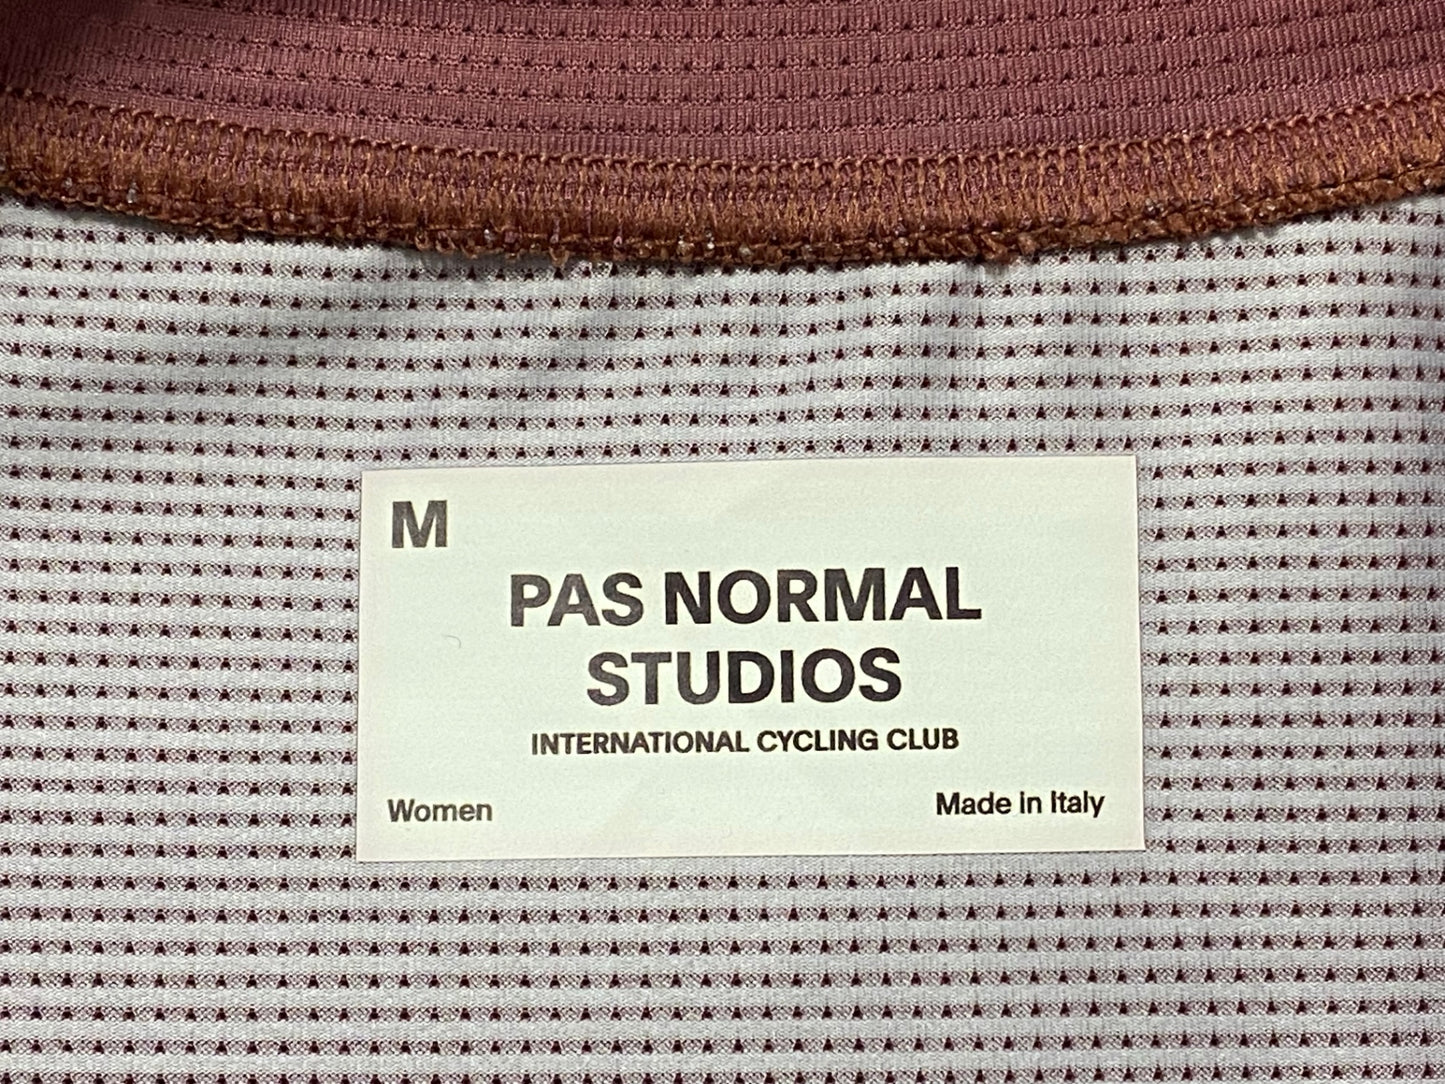 M
PAS NORMAL
STUDIOS
INTERNATIONAL CYCLING CLUB
Women
Made in Italy